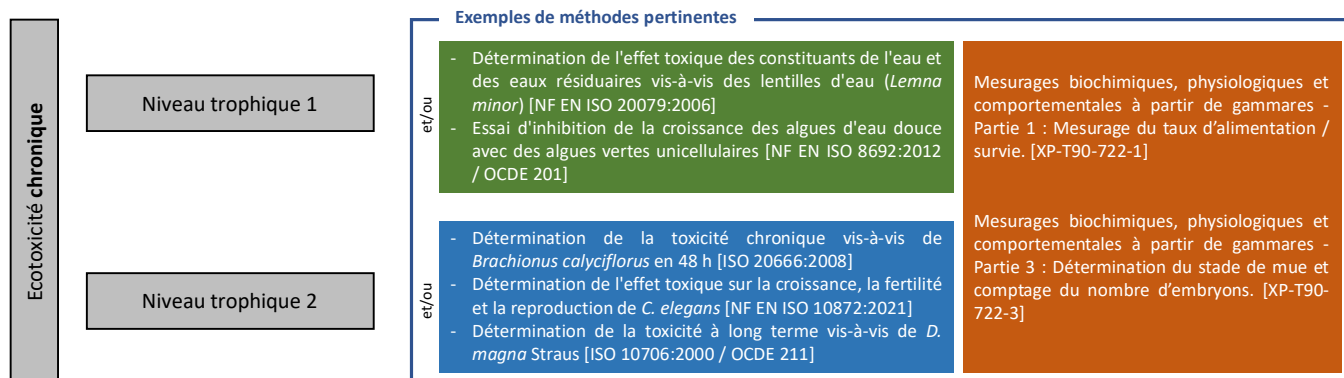 Exemples de méthodes pertinentes
Ecotoxicité chronique
Niveau trophique 1
et/ou
- Détermination de l'effet toxique des constituants de l'eau et
des eaux résiduaires vis-à-vis des lentilles d'eau (Lemna
minor) [NF EN ISO 20079:2006]
- Essai d'inhibition de la croissance des algues d'eau douce
avec des algues vertes unicellulaires [NF EN ISO 8692:2012
/ OCDE 201]
Niveau trophique 2
et/ou
- Détermination de la toxicité chronique vis-à-vis de
Brachionus calyciflorus en 48 h [ISO 20666:2008]
- Détermination de l'effet toxique sur la croissance, la fertilité
et la reproduction de C. elegans [NF EN ISO 10872:2021]
- Détermination de la toxicité à long terme vis-à-vis de D.
magna Straus [ISO 10706:2000 / OCDE 211]
Mesurages biochimiques, physiologiques et
comportementales à partir de gammares -
Partie 1 : Mesurage du taux d’alimentation /
survie. [XP-T90-722-1]
Mesurages biochimiques, physiologiques et
comportementales à partir de gammares -
Partie 3 : Détermination du stade de mue et
comptage du nombre d’embryons. [XP-T90-
722-3]